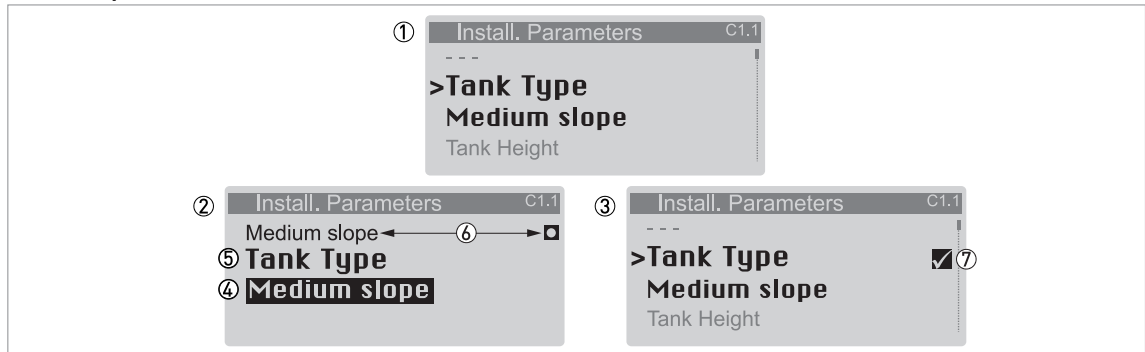 ① Install. Parameters C1.1
- - -
>Tank Type
Medium slope
Tank Height
② Install. Parameters C1.1
Medium slope ⑥
⑤ Tank Type
④ Medium slope
③ Install. Parameters C1.1
- - -
>Tank Type ⑦
Medium slope
Tank Height